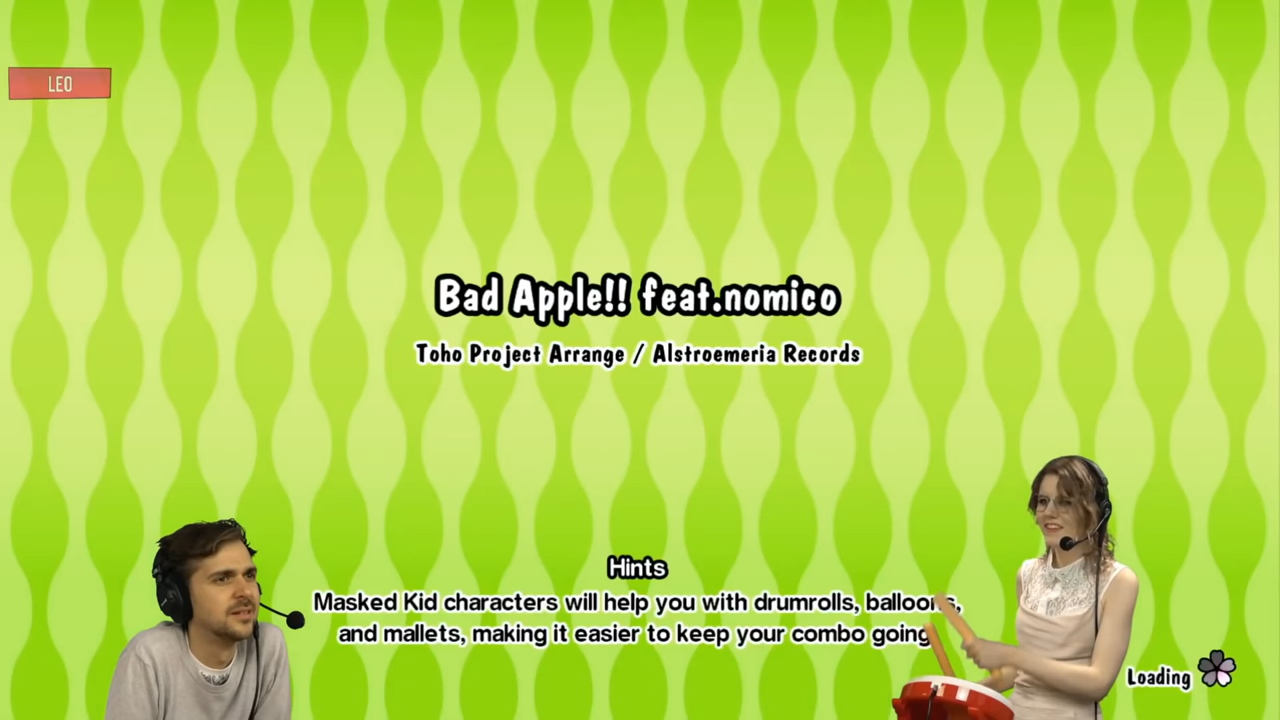 LEO
Bad Apple!! feat.nomico
Toho Project Arrange / Alstroemeria Records
Hints
Masked Kid characters will help you with drumrolls, balloons,
and mallets, making it easier to keep your combo going
Loading